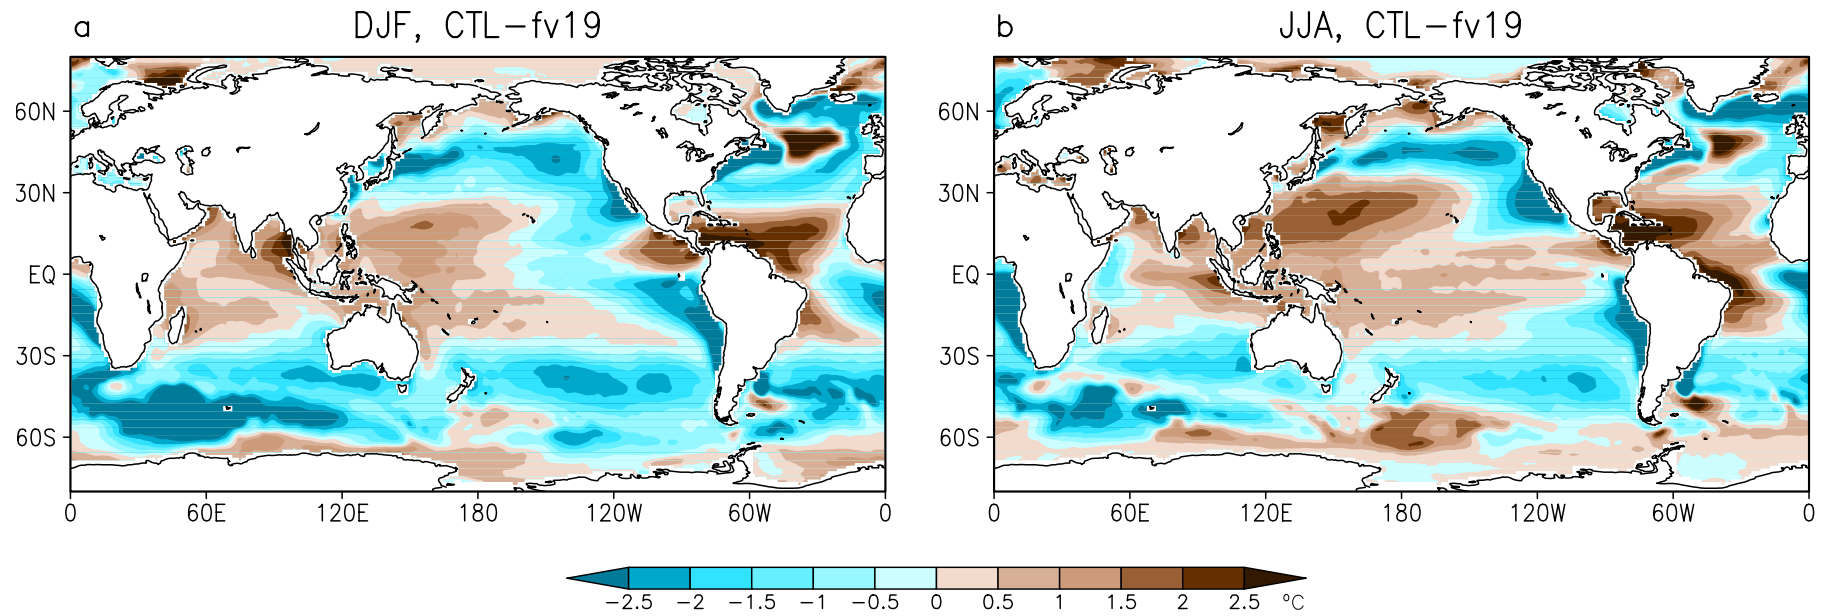 a DJF, CTL−fv19
b JJA, CTL−fv19
60N
30N
EQ
30S
60S
0 60E 120E 180 120W 60W 0
60N
30N
EQ
30S
60S
0 60E 120E 180 120W 60W 0
−2.5 −2 −1.5 −1 −0.5 0 0.5 1 1.5 2 2.5 °C